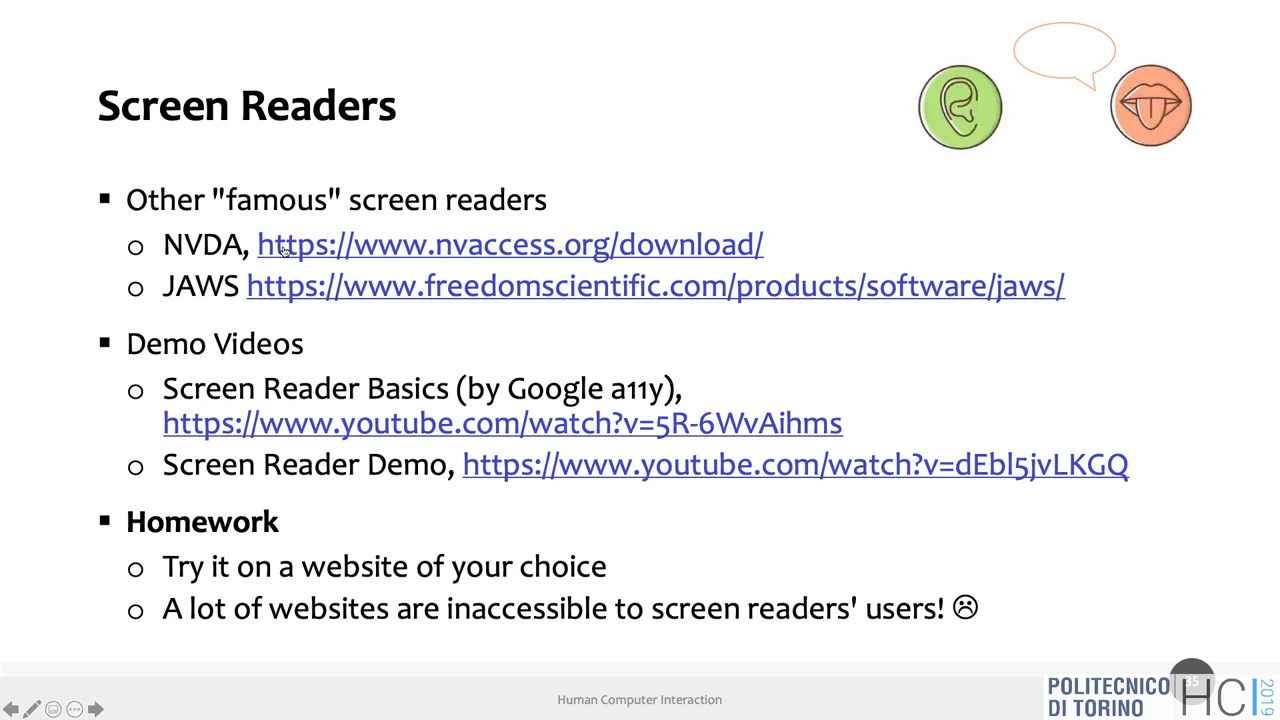 Screen Readers
▪ Other "famous" screen readers
o NVDA, https://www.nvaccess.org/download/
o JAWS https://www.freedomscientific.com/products/software/jaws/
▪ Demo Videos
o Screen Reader Basics (by Google a11y),
https://www.youtube.com/watch?v=5R-6WvAihms
o Screen Reader Demo, https://www.youtube.com/watch?v=dEbl5jvLKGQ
▪ Homework
o Try it on a website of your choice
o A lot of websites are inaccessible to screen readers' users! ☹
Human Computer Interaction
POLITECNICO
DI TORINO
HCI
2019
35